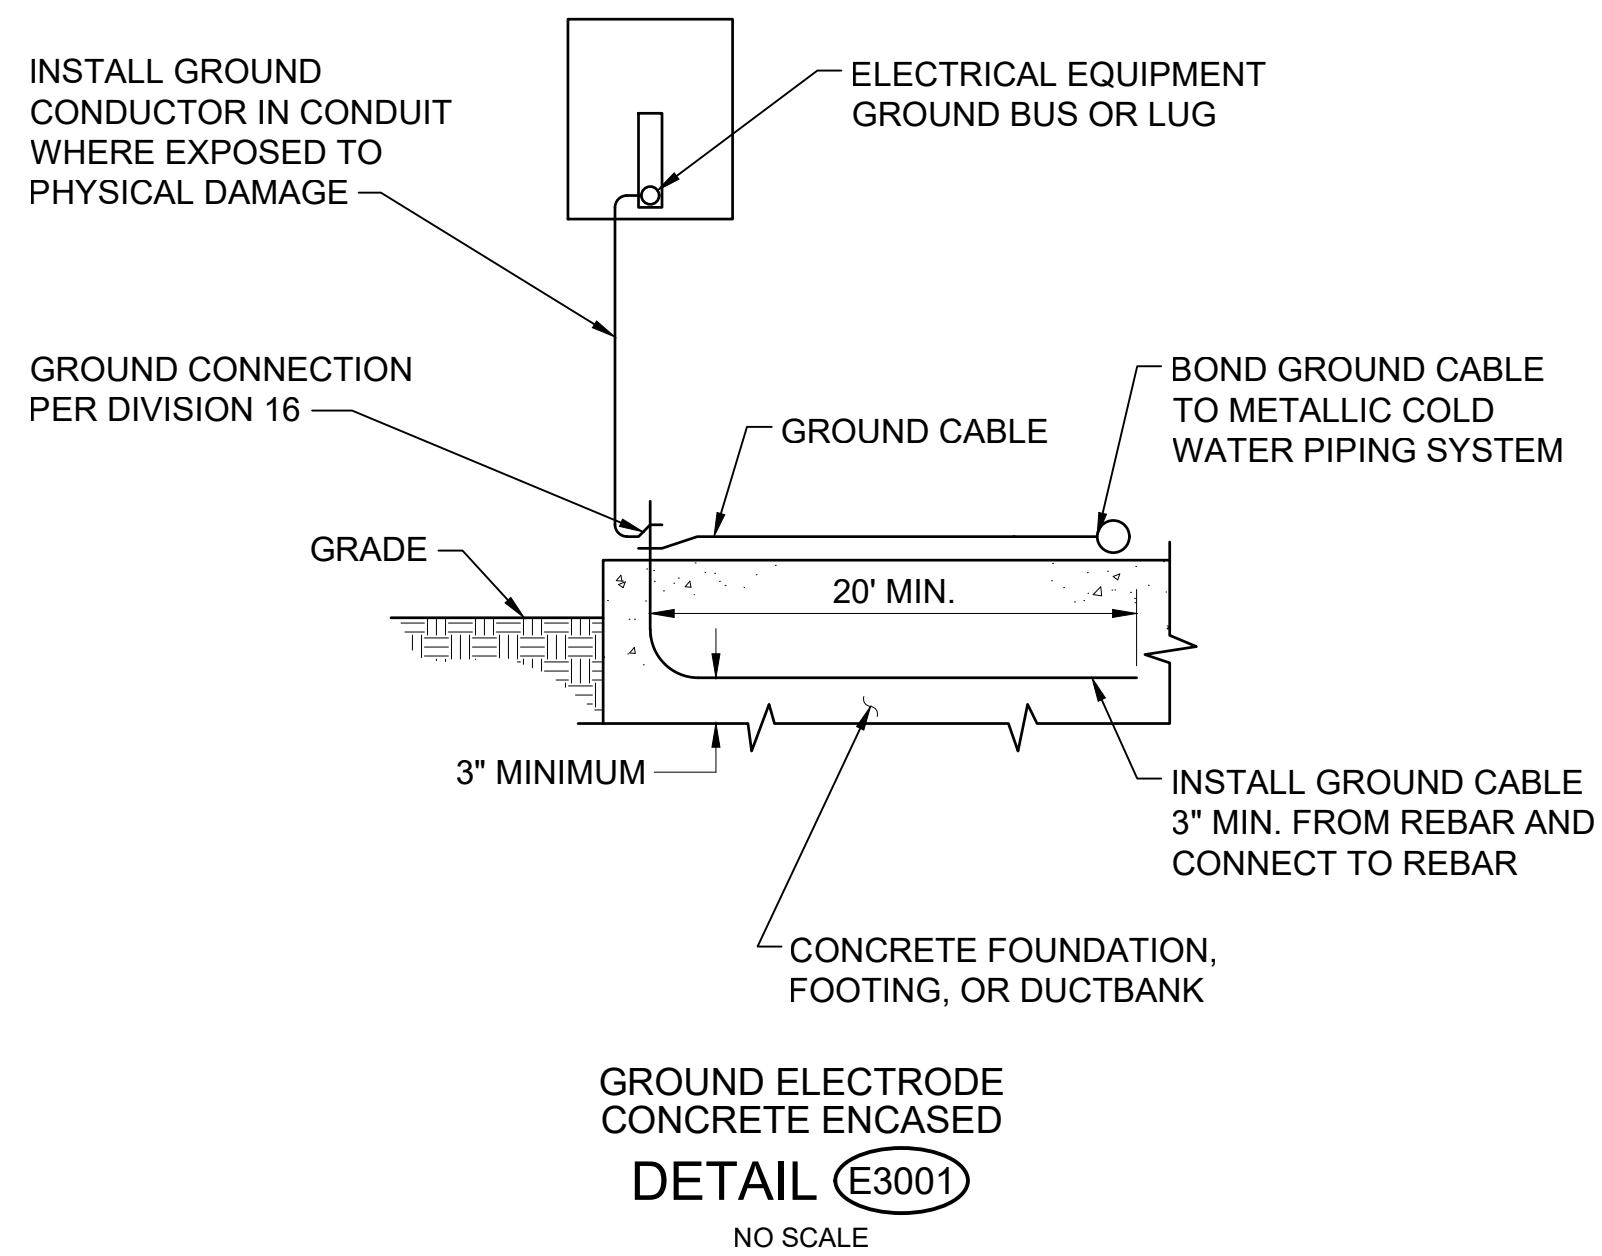 INSTALL GROUND
CONDUCTOR IN CONDUIT
WHERE EXPOSED TO
PHYSICAL DAMAGE
ELECTRICAL EQUIPMENT
GROUND BUS OR LUG
GROUND CONNECTION
PER DIVISION 16
GROUND CABLE
BOND GROUND CABLE
TO METALLIC COLD
WATER PIPING SYSTEM
GRADE
20' MIN.
3" MINIMUM
INSTALL GROUND CABLE
3" MIN. FROM REBAR AND
CONNECT TO REBAR
CONCRETE FOUNDATION,
FOOTING, OR DUCTBANK
GROUND ELECTRODE
CONCRETE ENCASED
DETAIL E3001
NO SCALE